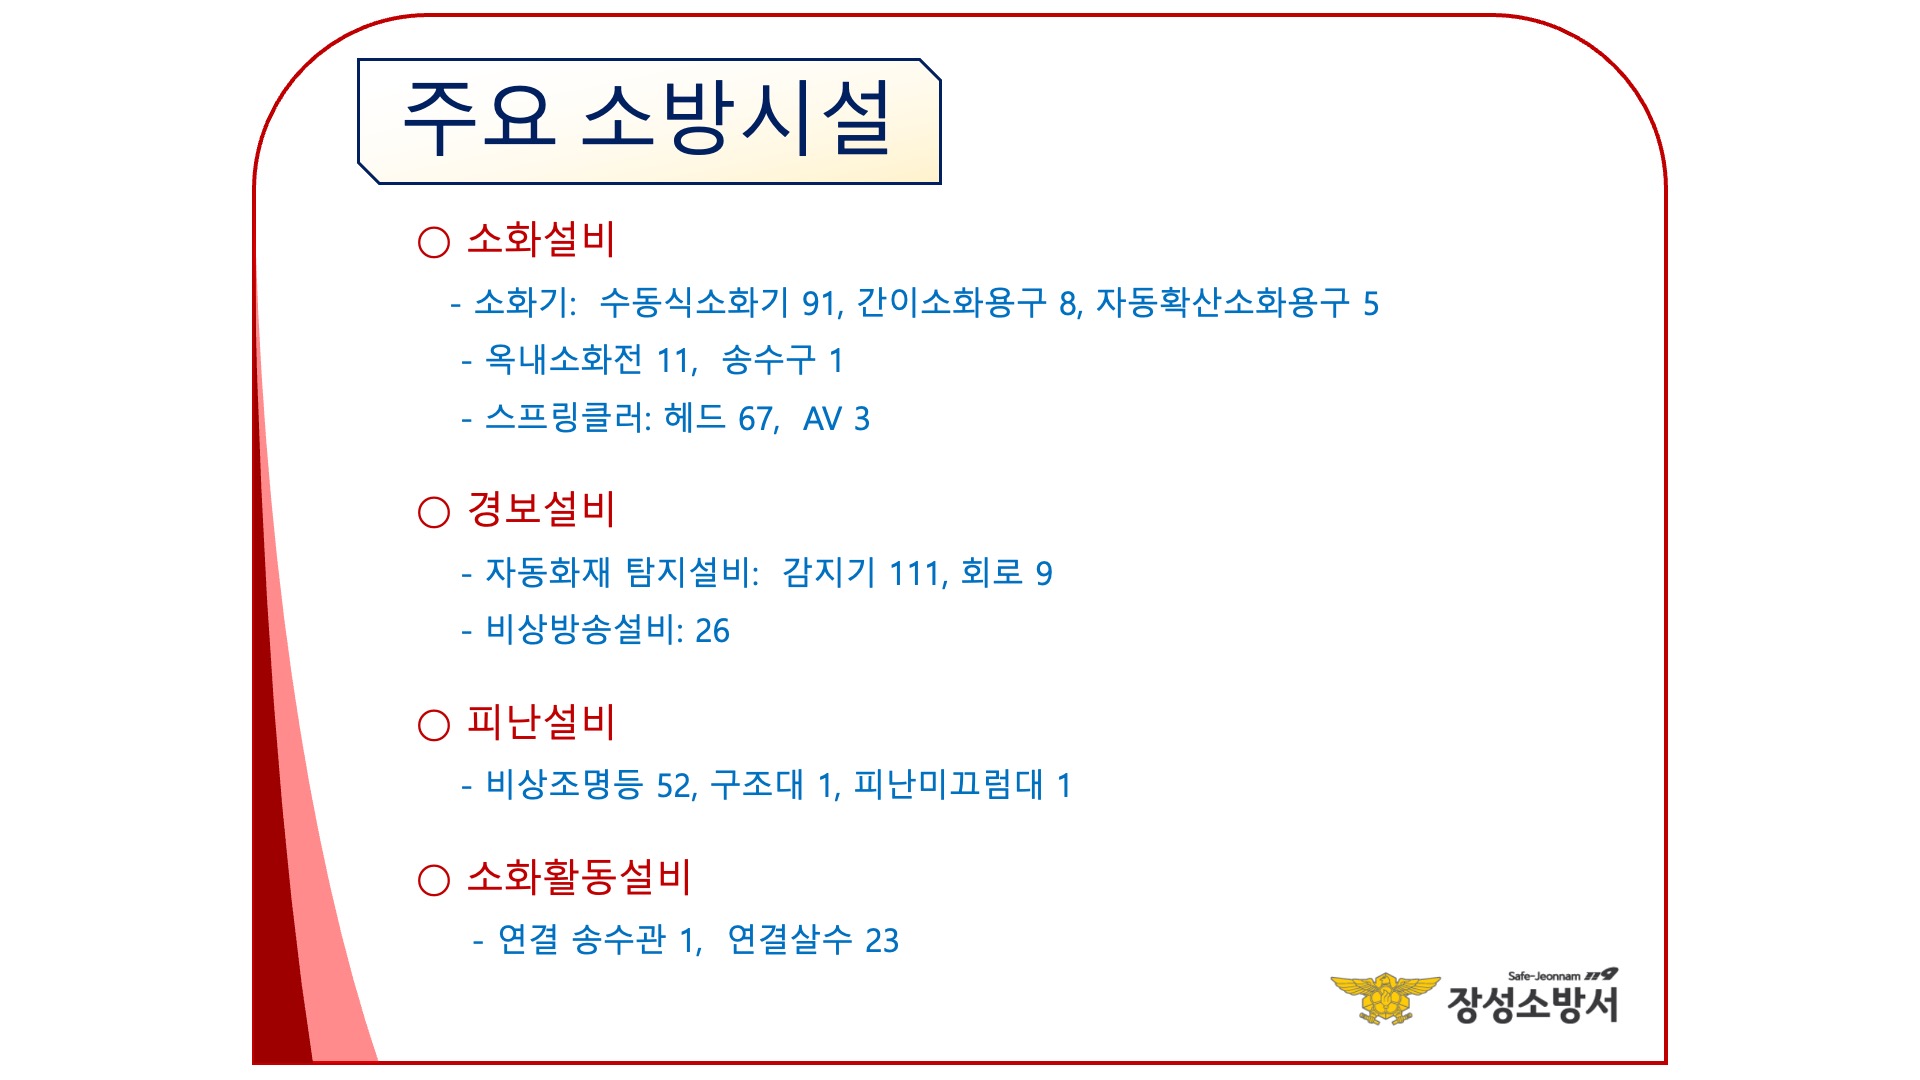 주요 소방시설
○ 소화설비
- 소화기: 수동식소화기 91, 간이소화용구 8, 자동확산소화용구 5
- 옥내소화전 11, 송수구 1
- 스프링클러: 헤드 67, AV 3
○ 경보설비
- 자동화재 탐지설비: 감지기 111, 회로 9
- 비상방송설비: 26
○ 피난설비
- 비상조명등 52, 구조대 1, 피난미끄럼대 1
○ 소화활동설비
- 연결 송수관 1, 연결살수 23
Safe-Jeonnam 119
장성소방서